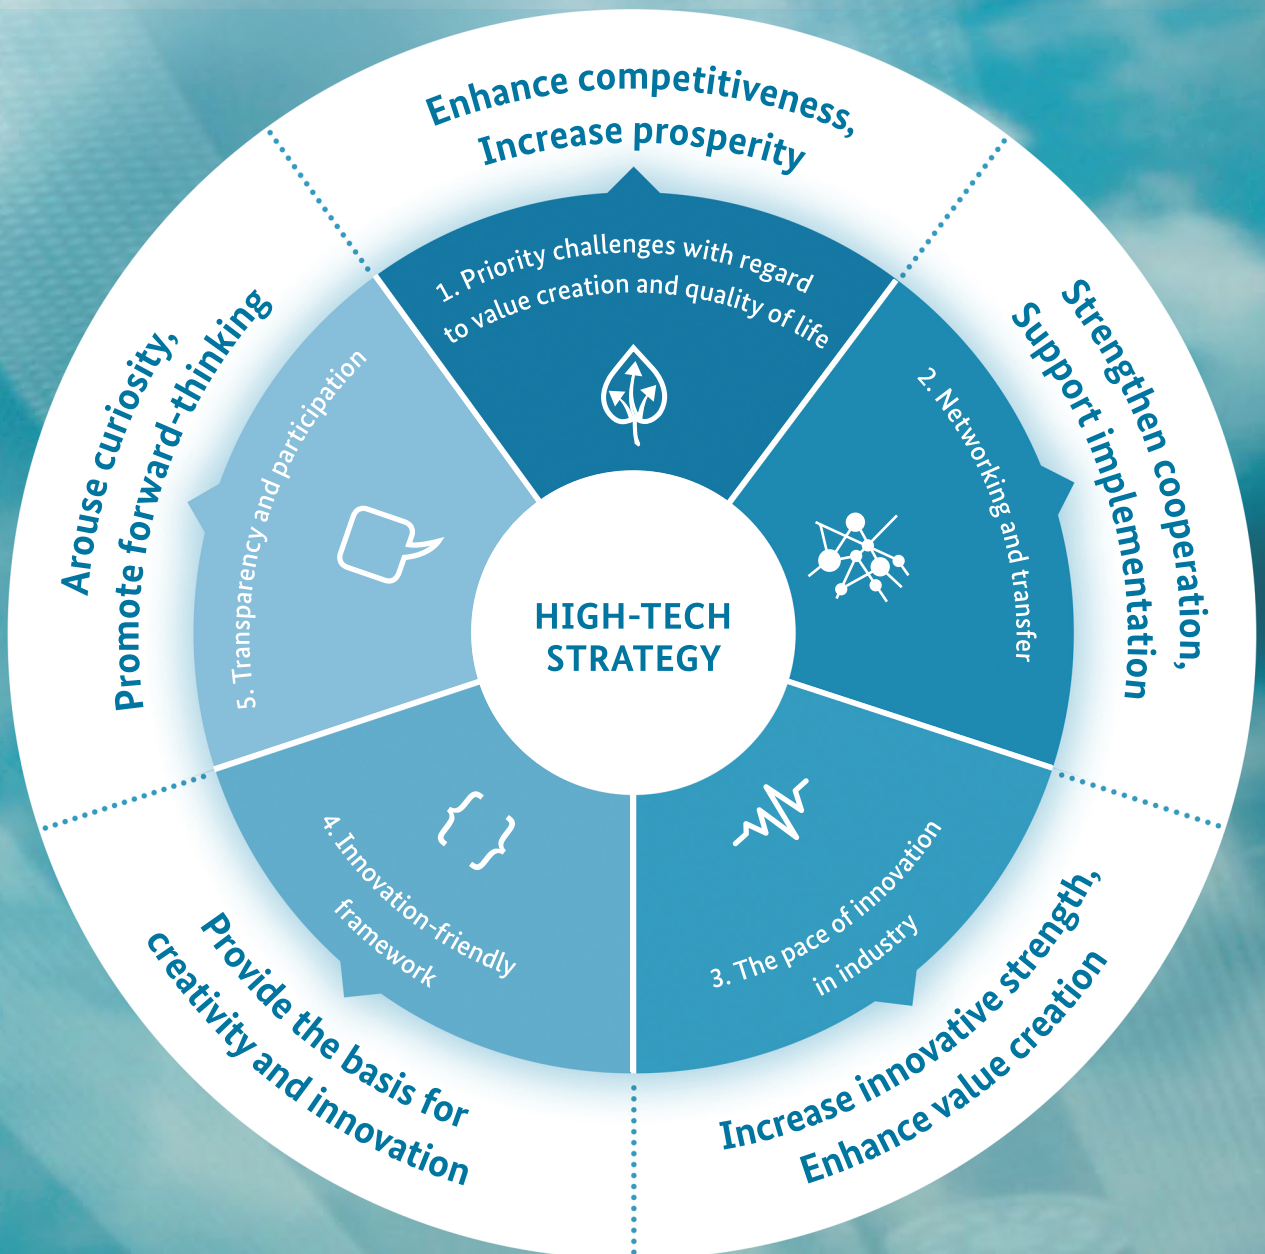 Enhance competitiveness,
Increase prosperity
1. Priority challenges with regard
to value creation and quality of life
Strengthen cooperation,
Support implementation
2. Networking and transfer
Increase innovative strength,
Enhance value creation
3. The pace of innovation
in industry
Provide the basis for
creativity and innovation
4. Innovation-friendly
framework
Arouse curiosity,
Promote forward-thinking
5. Transparency and participation
HIGH-TECH
STRATEGY